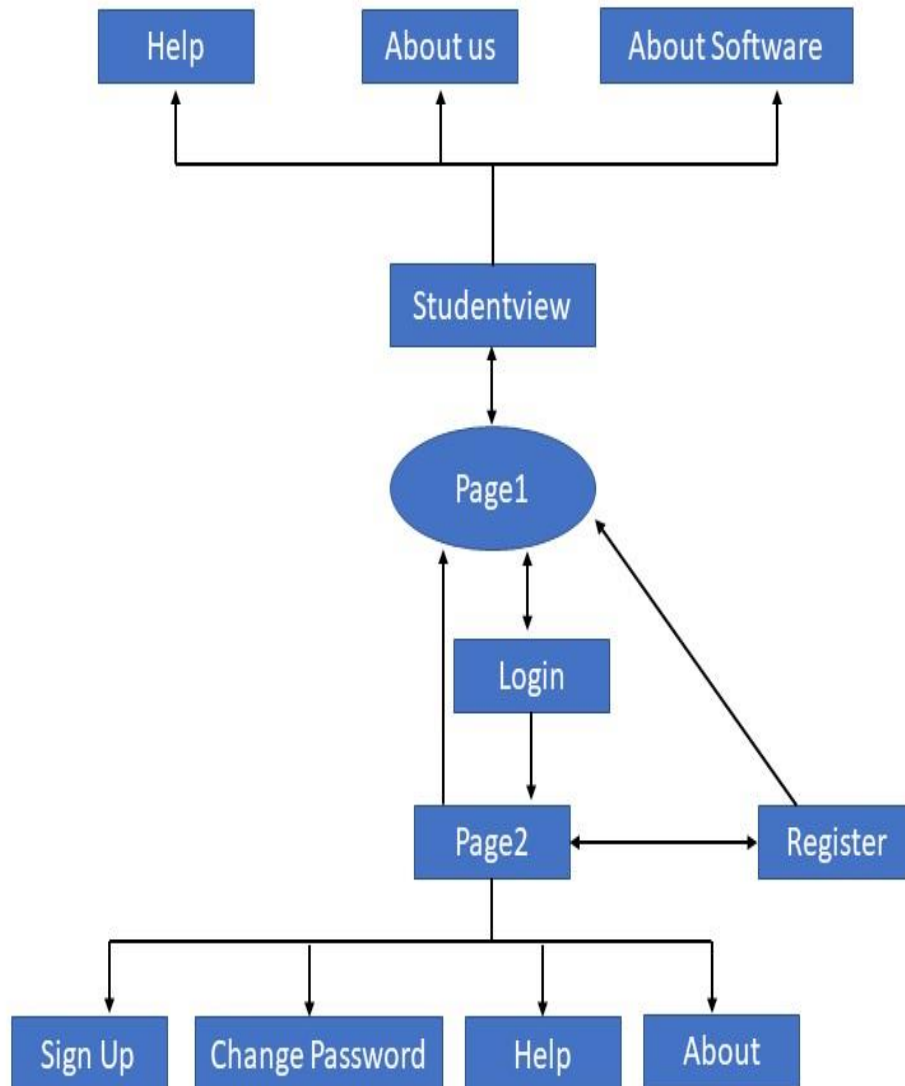 Help
About us
About Software
Studentview
Page1
Login
Page2
Register
Sign Up
Change Password
Help
About